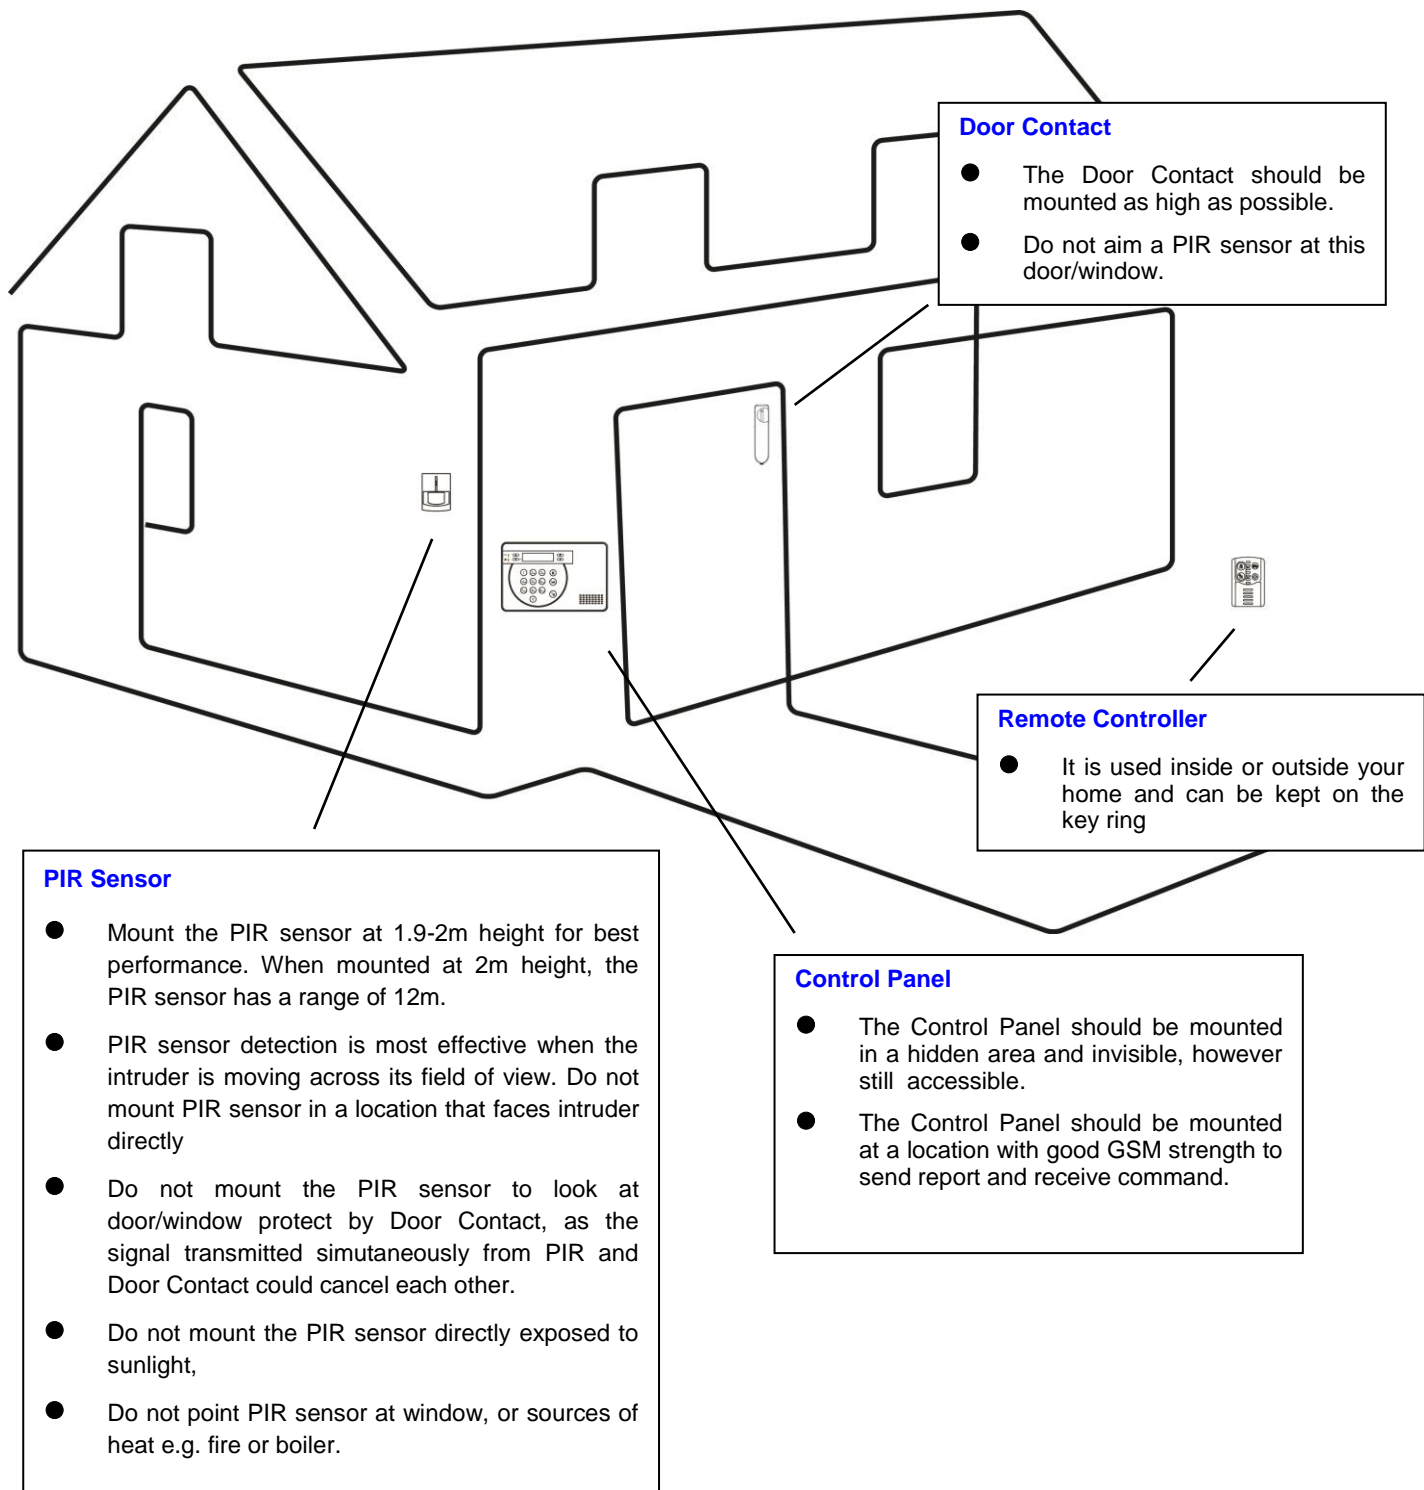 Door Contact
● The Door Contact should be
mounted as high as possible.
● Do not aim a PIR sensor at this
door/window.
Remote Controller
● It is used inside or outside your
home and can be kept on the
key ring
PIR Sensor
● Mount the PIR sensor at 1.9-2m height for best
performance. When mounted at 2m height, the
PIR sensor has a range of 12m.
● PIR sensor detection is most effective when the
intruder is moving across its field of view. Do not
mount PIR sensor in a location that faces intruder
directly
● Do not mount the PIR sensor to look at
door/window protect by Door Contact, as the
signal transmitted simutaneously from PIR and
Door Contact could cancel each other.
● Do not mount the PIR sensor directly exposed to
sunlight,
● Do not point PIR sensor at window, or sources of
heat e.g. fire or boiler.
Control Panel
● The Control Panel should be mounted
in a hidden area and invisible, however
still accessible.
● The Control Panel should be mounted
at a location with good GSM strength to
send report and receive command.